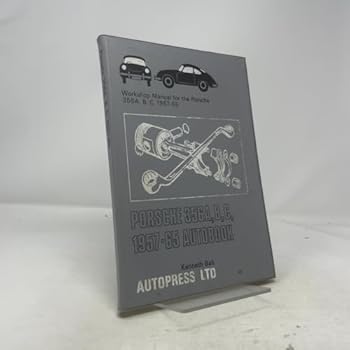 Workshop Manual for the Porsche
356A, B, C, 1957-65
PORSCHE 356A, B, C,
1957-65 AUTOBOOK
Kenneth Ball
AUTOPRESS LTD